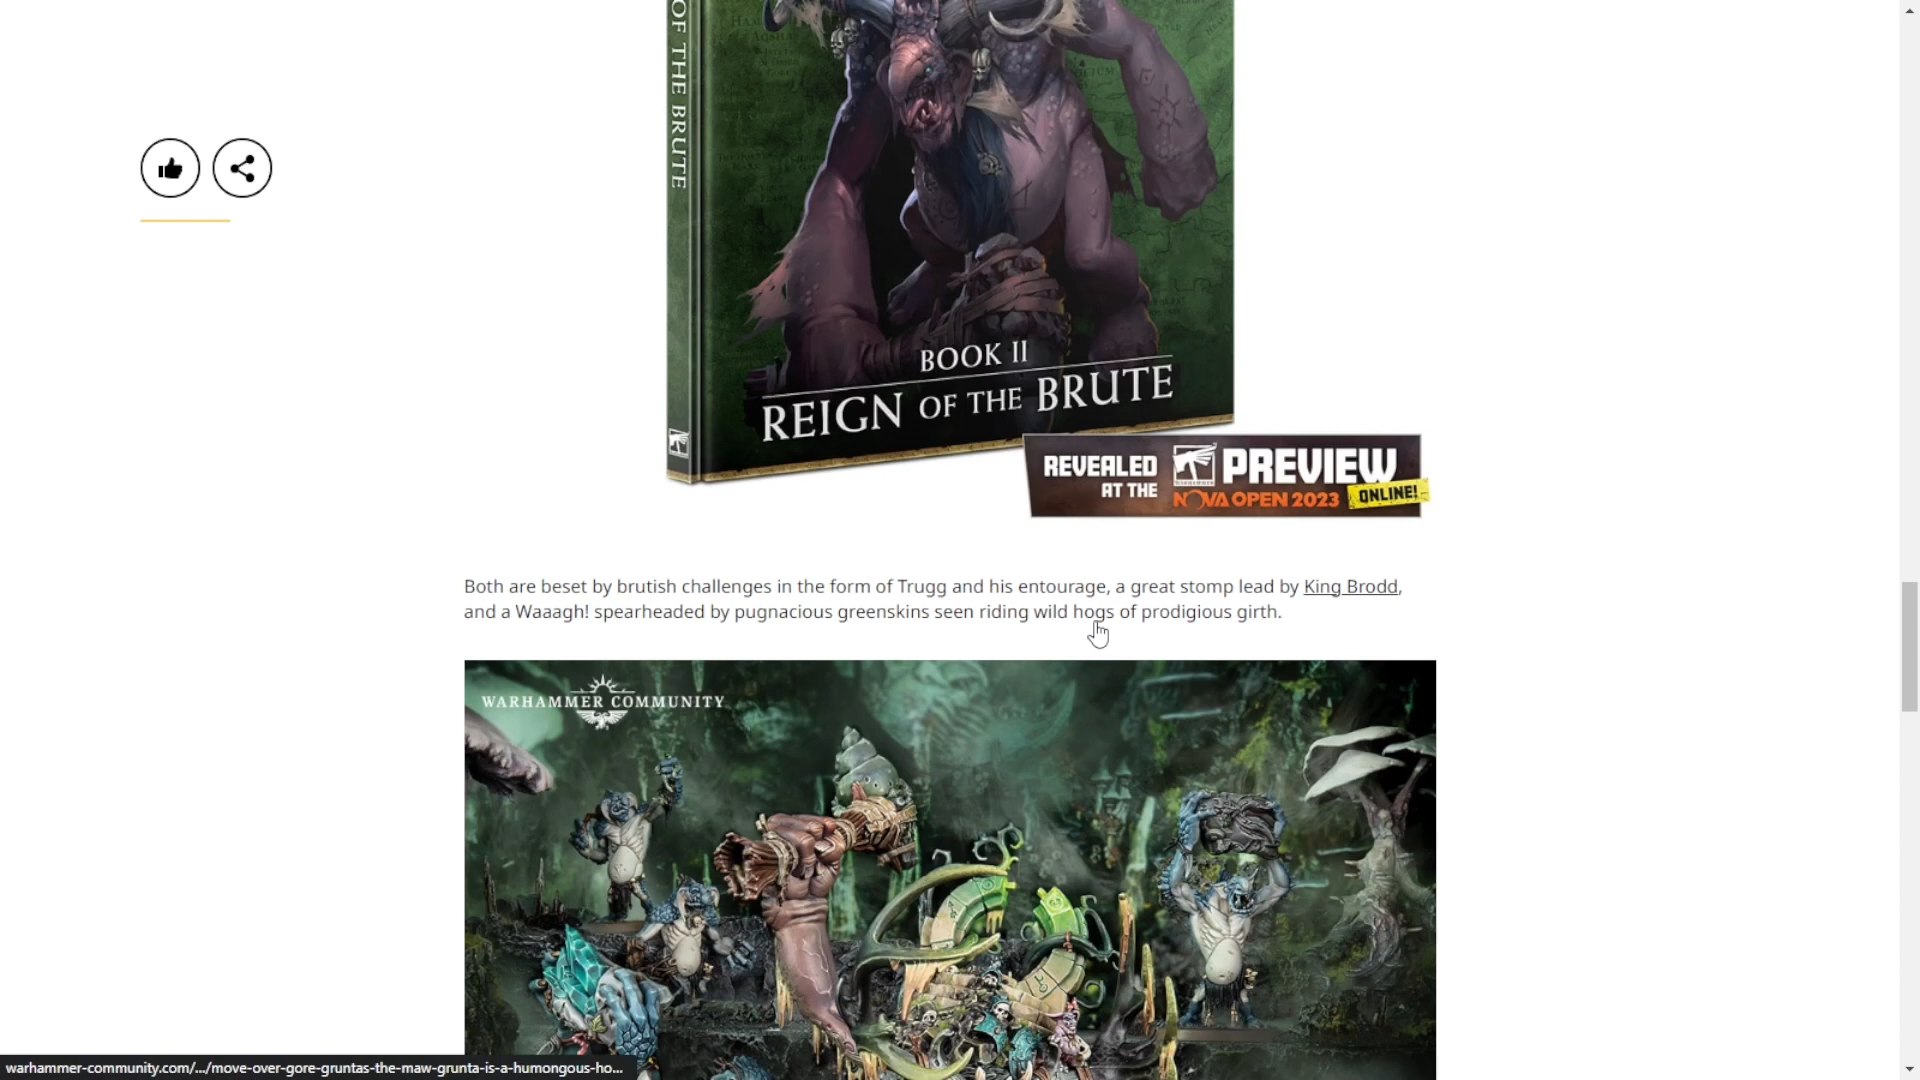 OF THE BRUTE
BOOK II
REIGN OF THE BRUTE
REVEALED
AT THE
PREVIEW
NOVA OPEN 2023
ONLINE!
Both are beset by brutish challenges in the form of Trugg and his entourage, a great stomp lead by King Brodd,
and a Waaagh! spearheaded by pugnacious greenskins seen riding wild hogs of prodigious girth.
WARHAMMER COMMUNITY
warhammer-community.com/.../move-over-gore-gruntas-the-maw-grunta-is-a-humongous-ho...